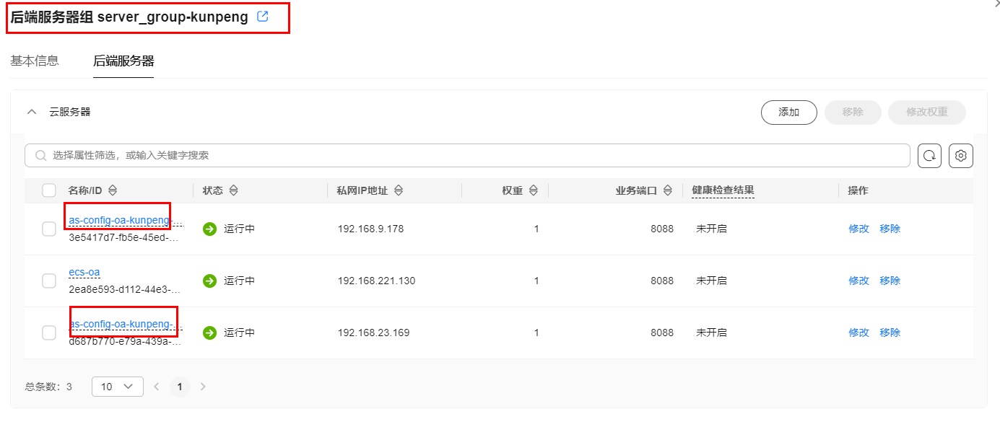 后端服务器组 server_group-kunpeng
基本信息 后端服务器
云服务器 添加 移除 修改权重
选择属性筛选，或输入关键字搜索
名称/ID 状态 私网IP地址 权重 业务端口 健康检查结果 操作
as-config-oa-kunpeng-...
3e5417d7-fb5e-45ed-...
运行中 192.168.9.178 1 8088 未开启 修改 移除
ecs-oa
2ea8e593-d112-44e3-...
运行中 192.168.221.130 1 8088 未开启 修改 移除
as-config-oa-kunpeng-...
d687b770-e79a-439a-...
运行中 192.168.23.169 1 8088 未开启 修改 移除
总条数：3 10 1